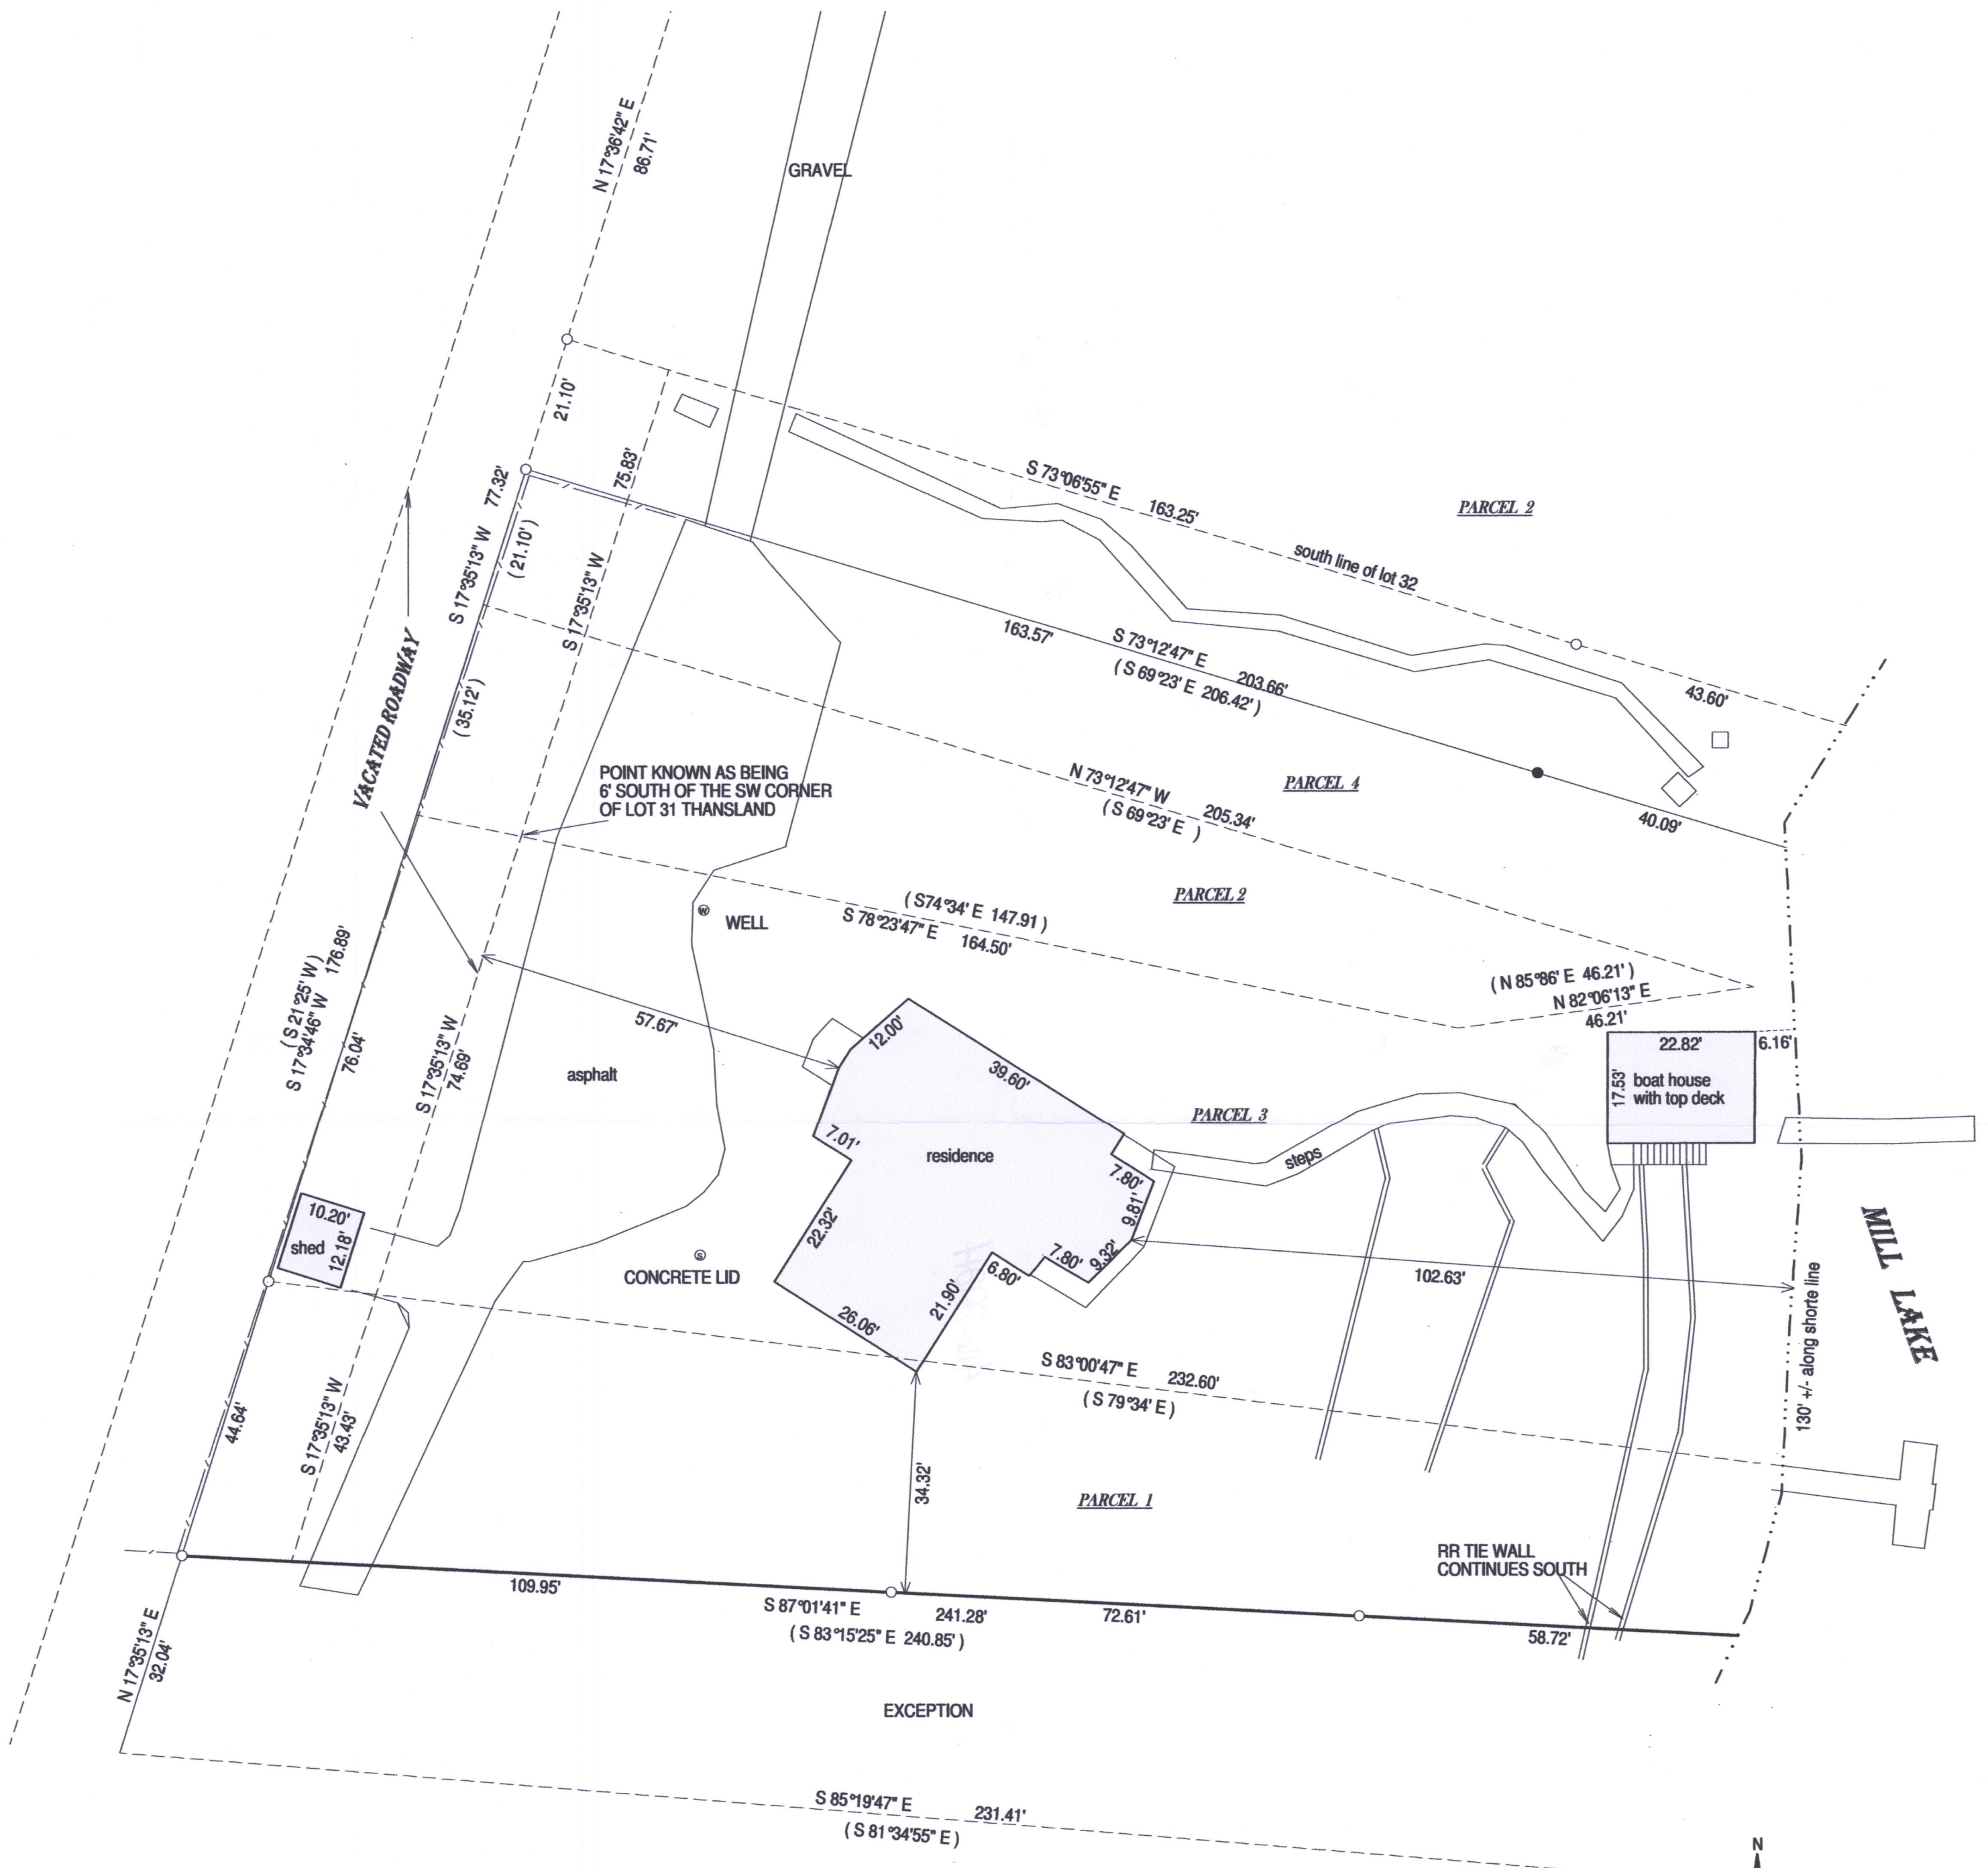 N 17°36'42" E
86.71'
GRAVEL
21.10'
75.83'
S 17°35'13" W 77.32'
( 21.10' )
S 17°35'13" W
S 73°06'55" E 163.25'
PARCEL 2
south line of lot 32
43.60'
163.57'
S 73°12'47" E 203.66'
( S 69°23' E 206.42' )
40.09'
( 35.12' )
VACATED ROADWAY
POINT KNOWN AS BEING
6' SOUTH OF THE SW CORNER
OF LOT 31 THANSLAND
N 73°12'47" W 205.34'
( S 69°23' E )
PARCEL 4
PARCEL 2
( S74°34' E 147.91 )
S 78°23'47" E 164.50'
W
WELL
( N 85°86' E 46.21' )
N 82°06'13" E
46.21'
( S 21°25' W )
S 17°34'46" W 176.89'
76.04'
57.67'
12.00'
39.60'
22.82'
6.16'
17.53'
boat house
with top deck
asphalt
S 17°35'13" W
74.69'
7.01'
residence
PARCEL 3
steps
7.80'
9.81'
10.20'
shed
12.18'
22.32'
S
CONCRETE LID
6.80'
7.80'
9.32'
21.90'
26.06'
102.63'
MILL LAKE
130' +/- along shorte line
S 83°00'47" E 232.60'
( S 79°34' E )
44.64'
S 17°35'13" W
43.43'
34.32'
PARCEL 1
RR TIE WALL
CONTINUES SOUTH
109.95'
S 87°01'41" E 241.28'
( S 83°15'25" E 240.85' )
72.61'
58.72'
N 17°35'13" E
32.04'
EXCEPTION
S 85°19'47" E 231.41'
( S 81°34'55" E )
N